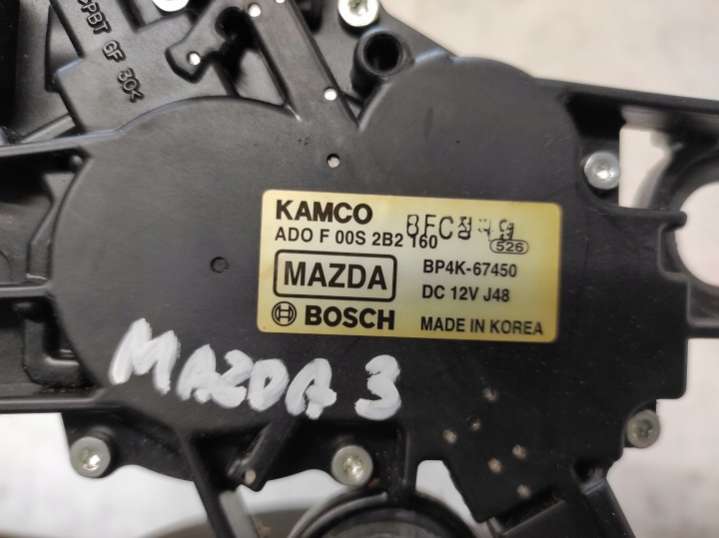 >PBT GF 30<
KAMCO
ADO F 00S 2B2 160
526
MAZDA
BP4K-67450
DC 12V J48
BOSCH
MADE IN KOREA
MAZDA 3